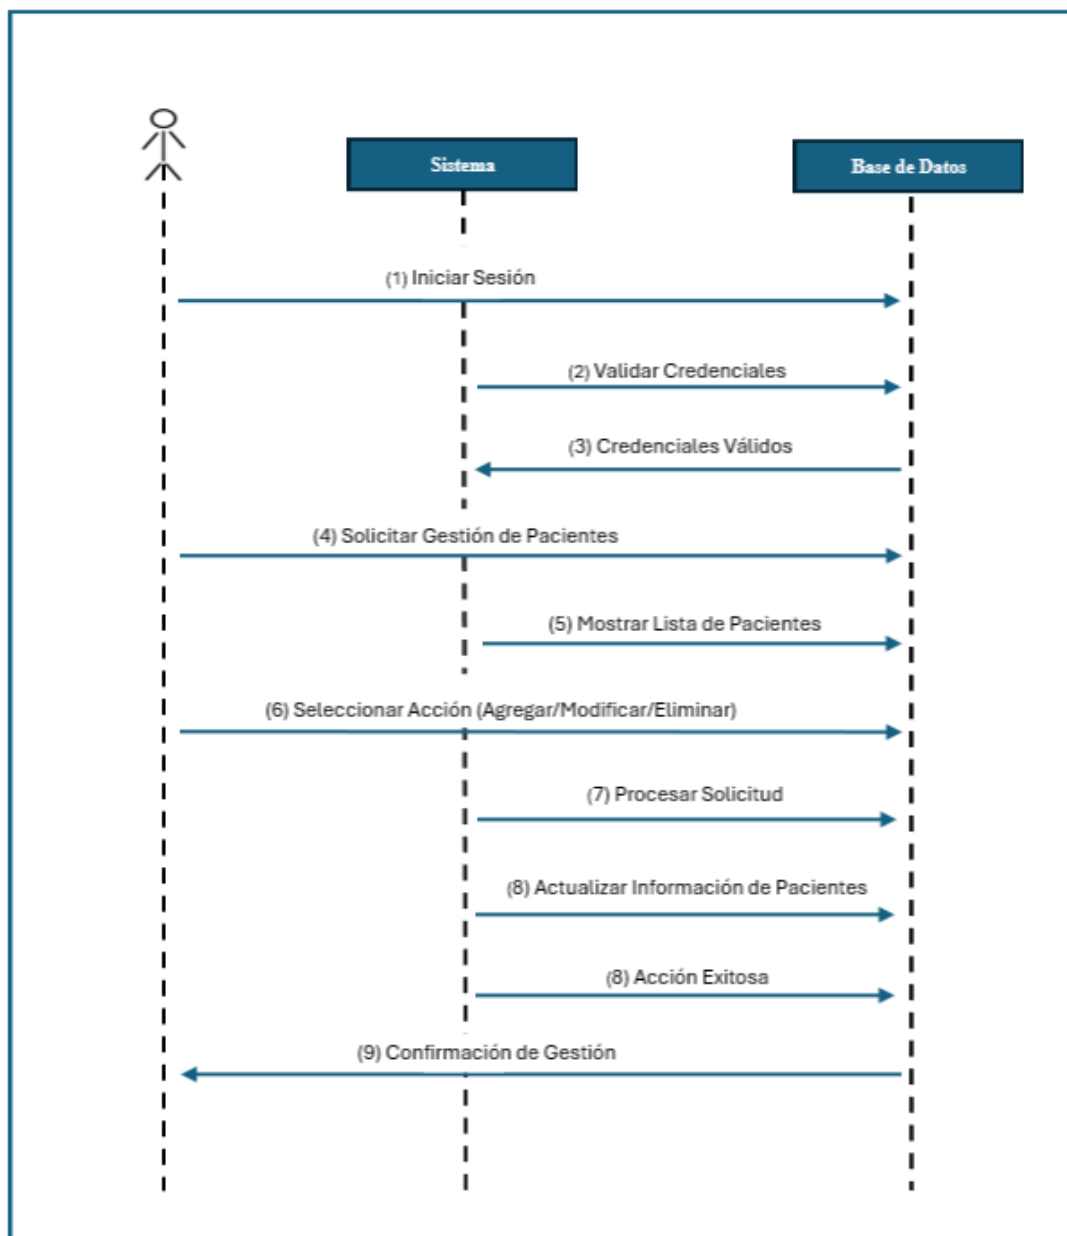 Sistema
Base de Datos
(1) Iniciar Sesión
(2) Validar Credenciales
(3) Credenciales Válidos
(4) Solicitar Gestión de Pacientes
(5) Mostrar Lista de Pacientes
(6) Seleccionar Acción (Agregar/Modificar/Eliminar)
(7) Procesar Solicitud
(8) Actualizar Información de Pacientes
(8) Acción Exitosa
(9) Confirmación de Gestión